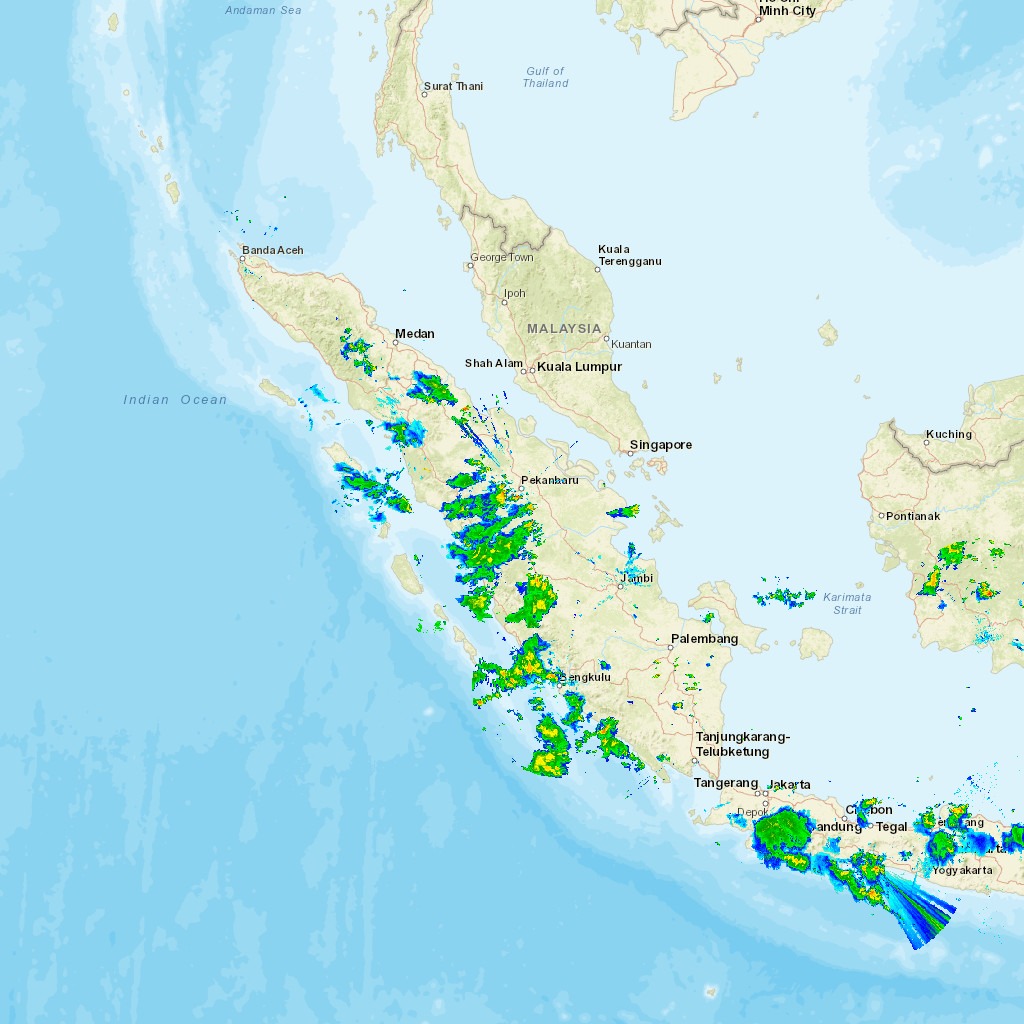 Andaman Sea
Minh City
Gulf of
Thailand
Surat Thani
Banda Aceh
George Town
Kuala
Terengganu
Ipoh
MALAYSIA
Medan
Kuantan
Shah Alam
Kuala Lumpur
Indian Ocean
Kuching
Singapore
Pekanbaru
Pontianak
Jambi
Karimata
Strait
Palembang
Bengkulu
Tanjungkarang-
Telubketung
Tangerang
Jakarta
Depok
Tegal
Yogyakarta